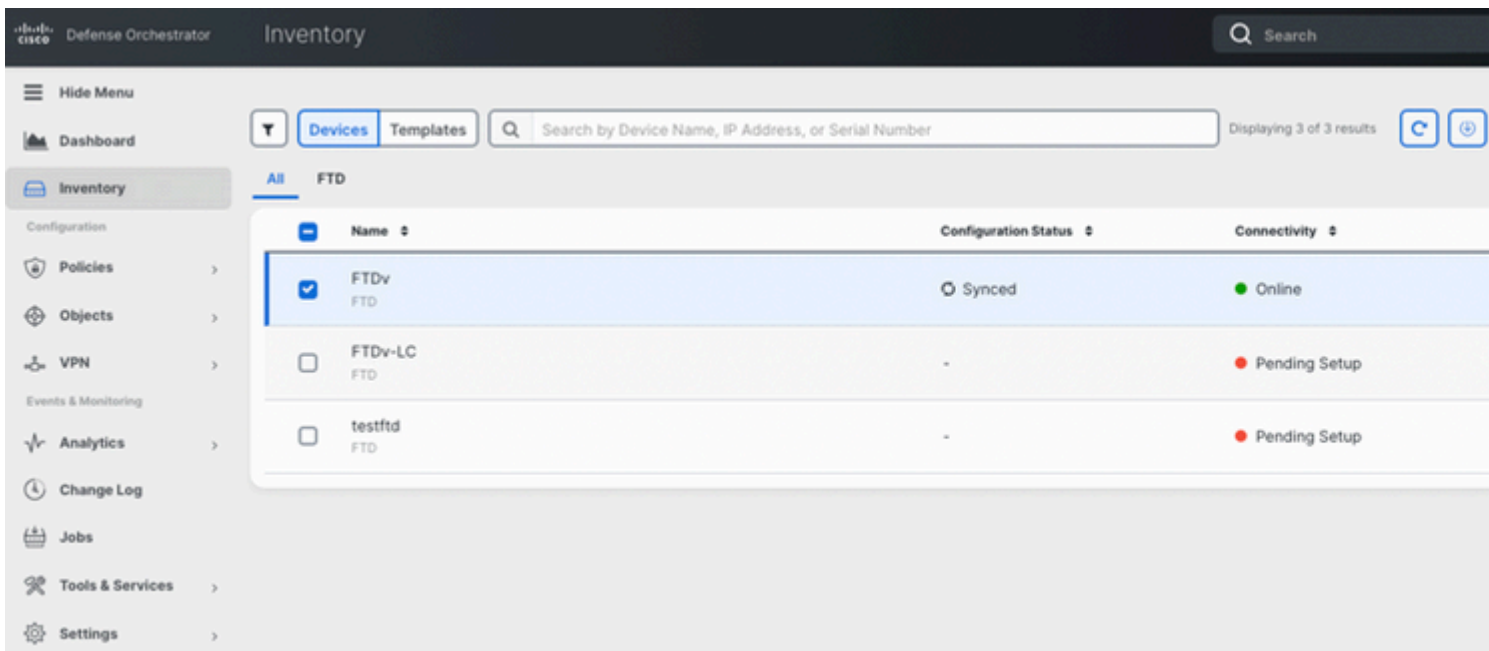 cisco Defense Orchestrator Inventory Search
Hide Menu
Dashboard
Inventory
Configuration
Policies
Objects
VPN
Events & Monitoring
Analytics
Change Log
Jobs
Tools & Services
Settings
Devices Templates Search by Device Name, IP Address, or Serial Number Displaying 3 of 3 results
All FTD
Name Configuration Status Connectivity
FTDv Synced Online
FTD
FTDv-LC - Pending Setup
FTD
testftd - Pending Setup
FTD